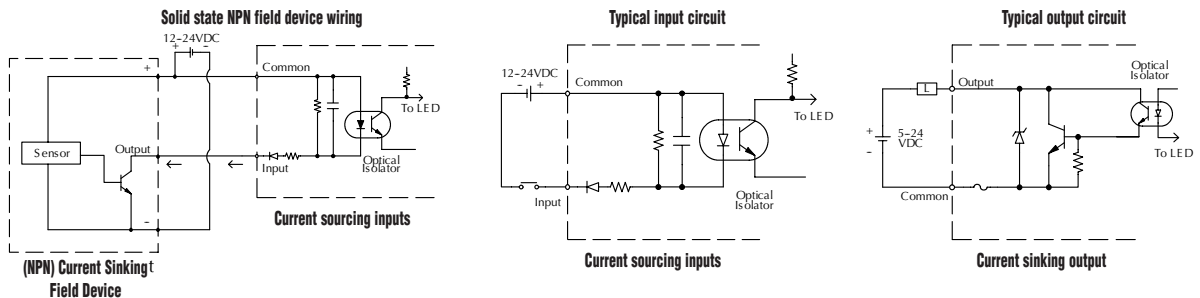 Solid state NPN field device wiring
12–24VDC
+ -
+
Common
To LED
Sensor
Output
Input
Optical
Isolator
-
Current sourcing inputs
(NPN) Current Sinking t
Field Device
Typical input circuit
12–24VDC
- +
Common
To LED
Input
Optical
Isolator
Current sourcing inputs
Typical output circuit
Optical
Isolator
L
Output
+
5–24
VDC
-
To LED
Common
Current sinking output